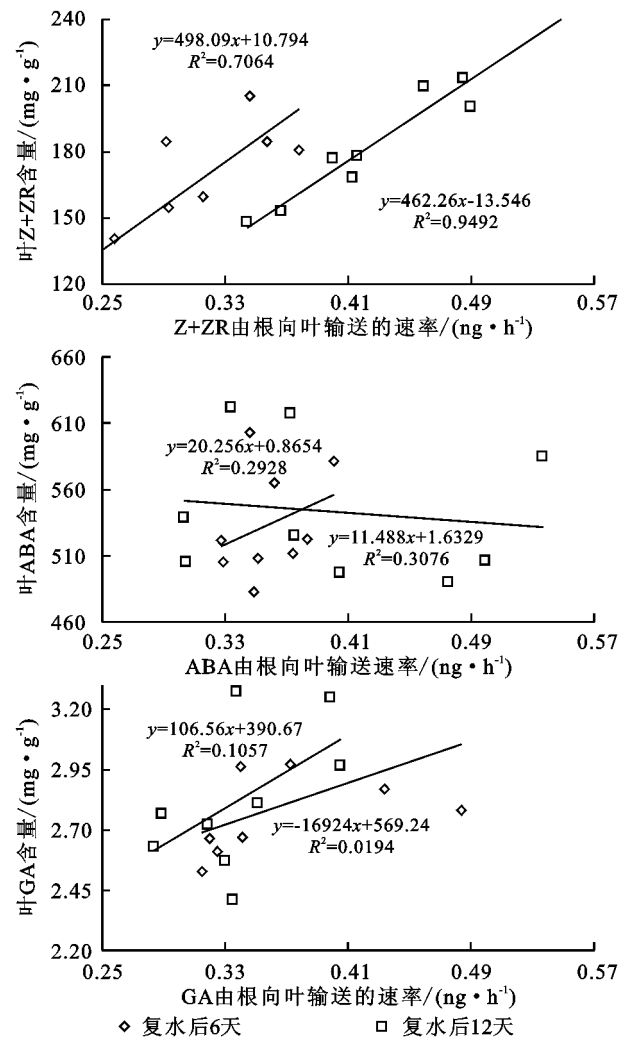 叶Z+ZR含量/(mg·g⁻¹)
240
210
180
150
120
y=498.09x+10.794
R²=0.7064
y=462.26x-13.546
R²=0.9492
0.25 0.33 0.41 0.49 0.57
Z+ZR由根向叶输送的速率/(ng·h⁻¹)
叶ABA含量/(mg·g⁻¹)
660
610
560
510
460
y=20.256x+0.8654
R²=0.2928
y=11.488x+1.6329
R²=0.3076
0.25 0.33 0.41 0.49 0.57
ABA由根向叶输送速率/(ng·h⁻¹)
叶GA含量/(mg·g⁻¹)
3.20
2.95
2.70
2.45
2.20
y=106.56x+390.67
R²=0.1057
y=-16924x+569.24
R²=0.0194
0.25 0.33 0.41 0.49 0.57
GA由根向叶输送的速率/(ng·h⁻¹)
复水后6天 复水后12天